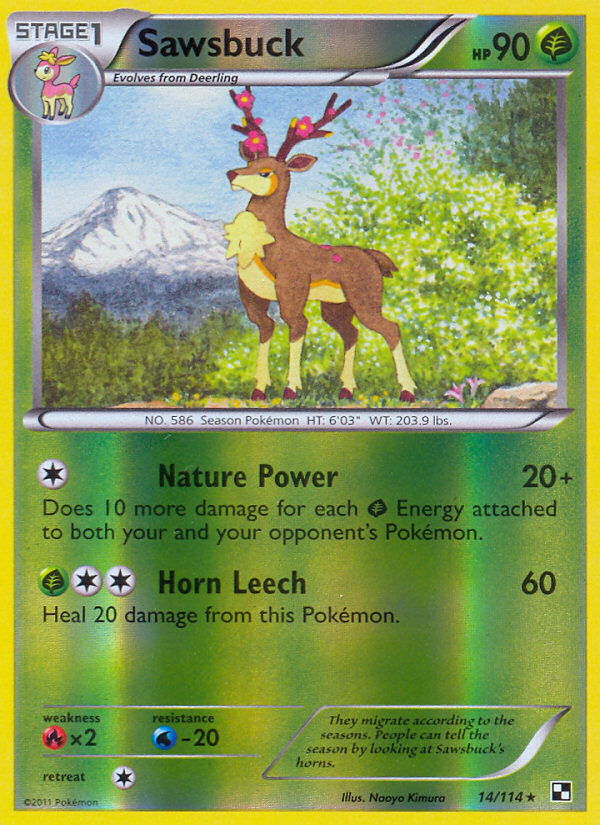 STAGE1
Sawsbuck
HP 90
Evolves from Deerling
NO. 586 Season Pokémon HT: 6'03" WT: 203.9 lbs.
Nature Power 20+
Does 10 more damage for each Energy attached
to both your and your opponent's Pokémon.
Horn Leech 60
Heal 20 damage from this Pokémon.
weakness resistance
×2 -20
They migrate according to the
seasons. People can tell the
season by looking at Sawsbuck's
horns.
retreat
©2011 Pokémon
Illus. Naoyo Kimura 14/114★